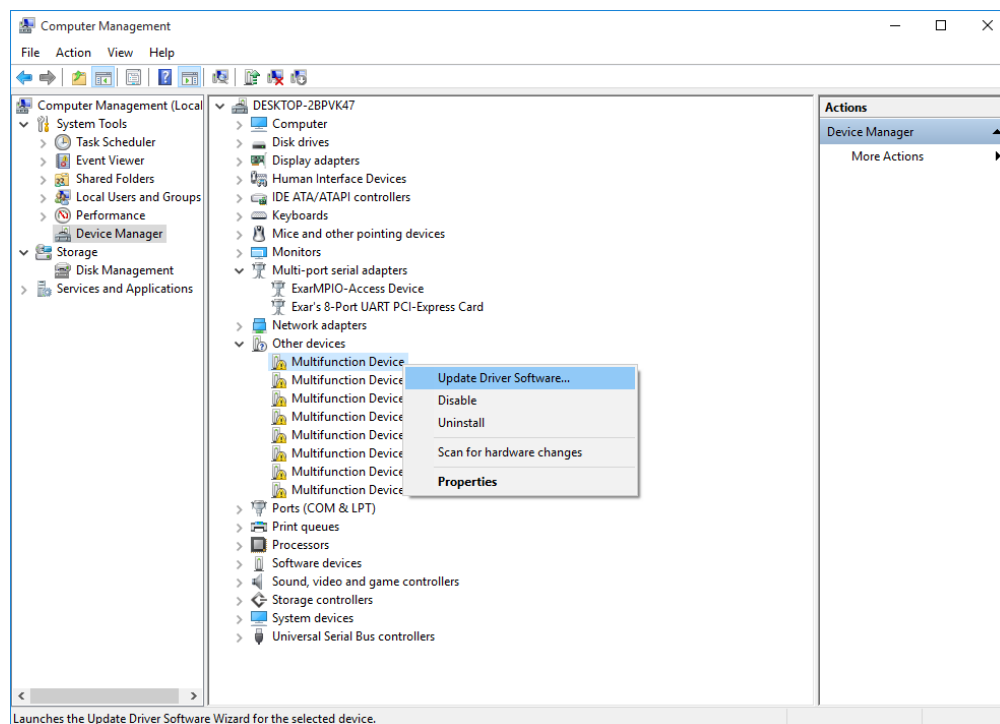 Computer Management
File Action View Help
Computer Management (Local
System Tools
Task Scheduler
Event Viewer
Shared Folders
Local Users and Groups
Performance
Device Manager
Storage
Disk Management
Services and Applications
DESKTOP-2BPVK47
Computer
Disk drives
Display adapters
Human Interface Devices
IDE ATA/ATAPI controllers
Keyboards
Mice and other pointing devices
Monitors
Multi-port serial adapters
ExarMPIO-Access Device
Exar's 8-Port UART PCI-Express Card
Network adapters
Other devices
Multifunction Device
Multifunction Device
Multifunction Device
Multifunction Device
Multifunction Device
Multifunction Device
Multifunction Device
Multifunction Device
Ports (COM & LPT)
Print queues
Processors
Software devices
Sound, video and game controllers
Storage controllers
System devices
Universal Serial Bus controllers
Update Driver Software...
Disable
Uninstall
Scan for hardware changes
Properties
Actions
Device Manager
More Actions
Launches the Update Driver Software Wizard for the selected device.